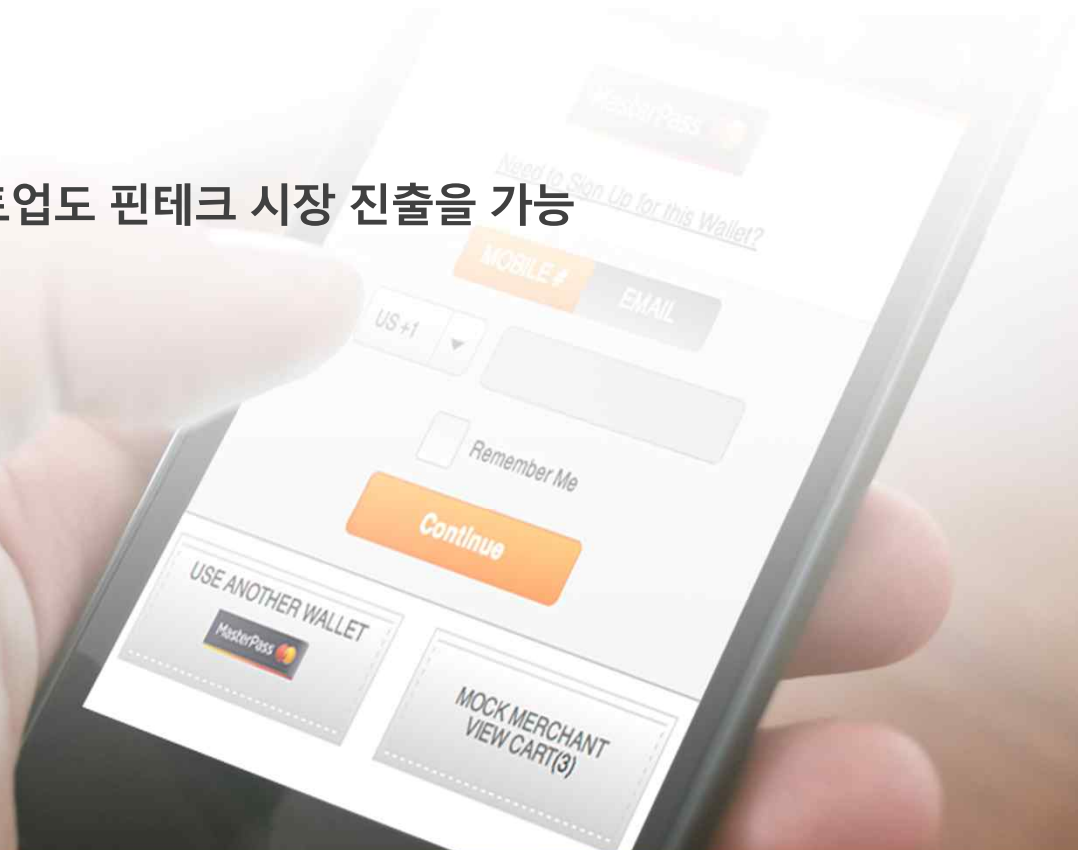 MasterPass
Need to Sign Up for this Wallet?
트업도 핀테크 시장 진출을 가능
MOBILE #
EMAIL
US +1
Remember Me
Continue
USE ANOTHER WALLET
MasterPass
MOCK MERCHANT
VIEW CART(3)